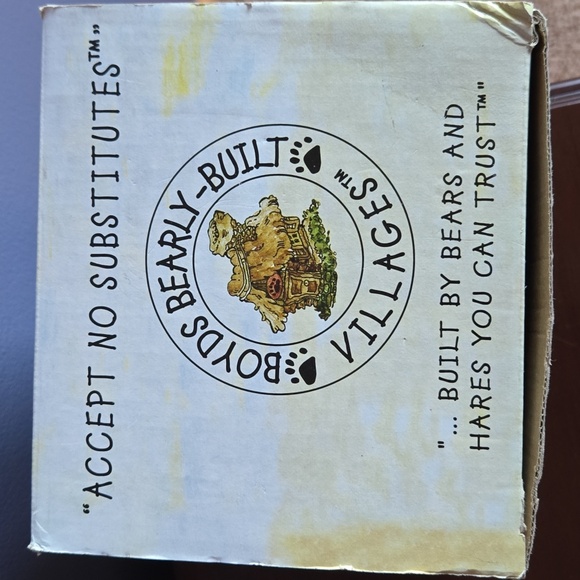 "ACCEPT NO SUBSTITUTES™"
BOYDS BEARLY-BUILT
VILLAGES™
"... BUILT BY BEARS AND
HARES YOU CAN TRUST™"